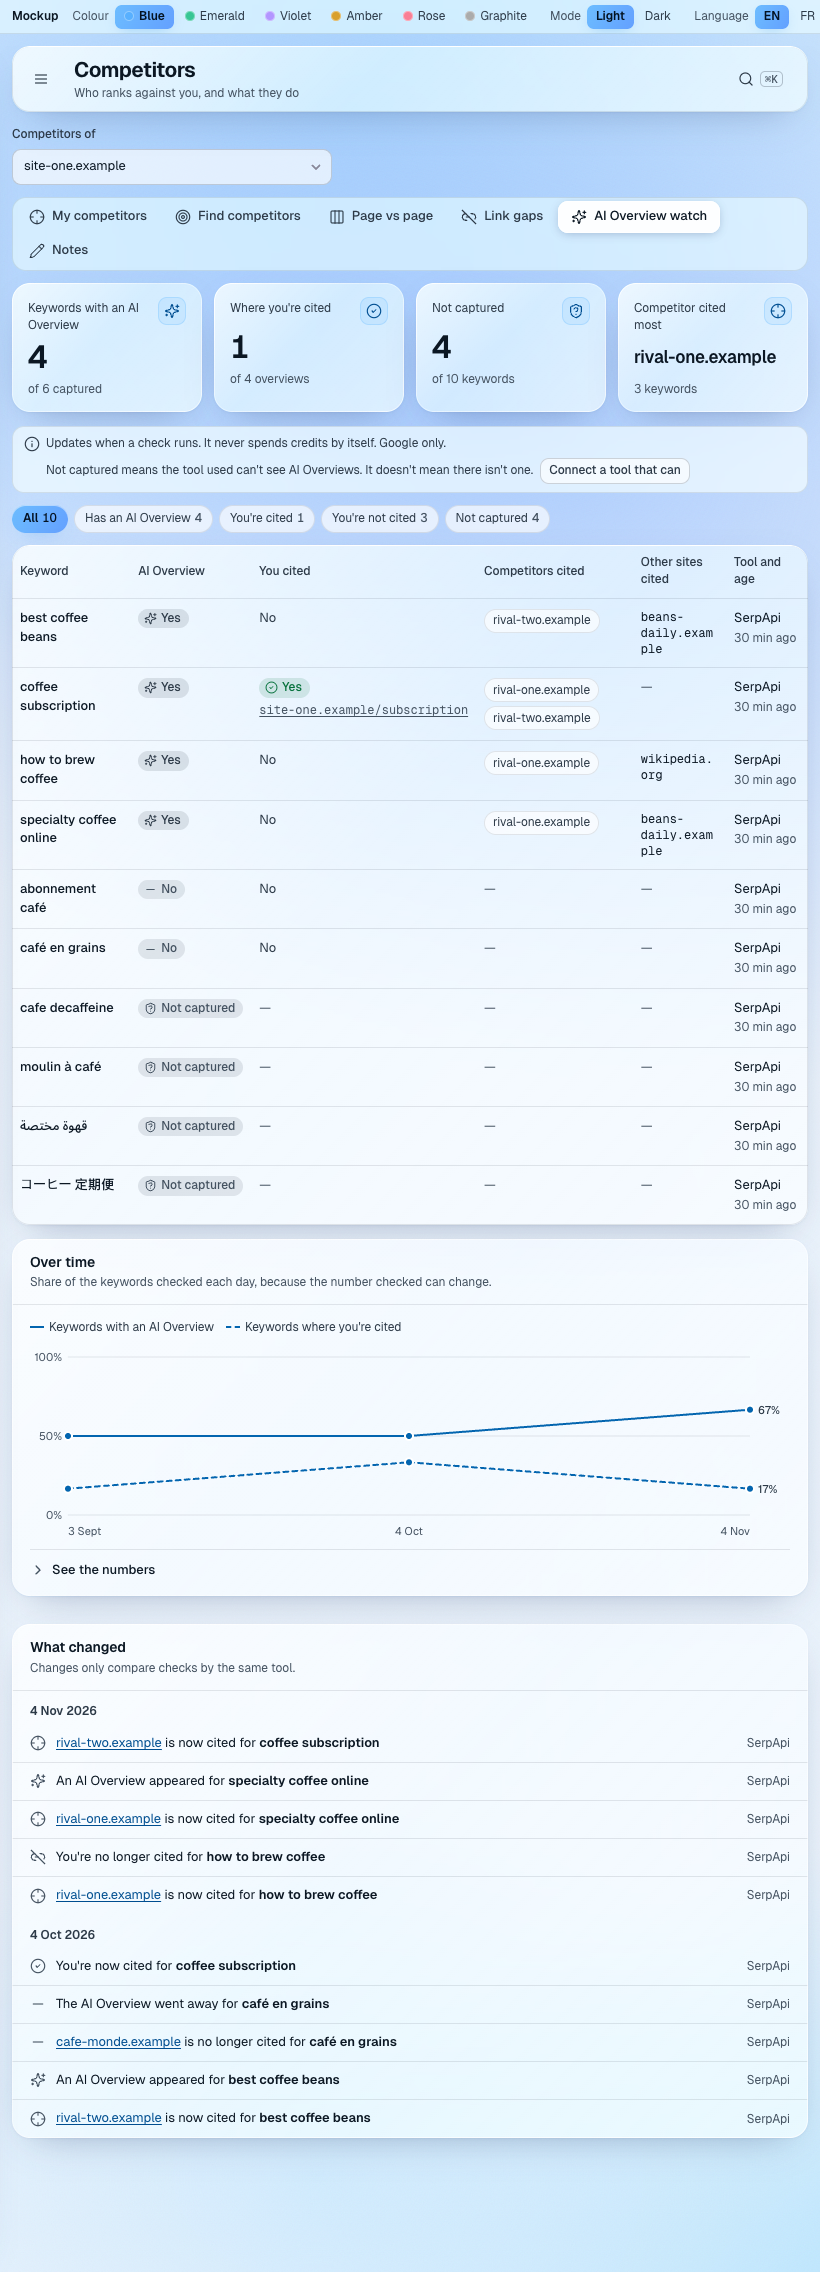 Mockup Colour Blue Emerald Violet Amber Rose Graphite Mode Light Dark Language EN FR
Competitors
Who ranks against you, and what they do
⌘K
Competitors of
site-one.example
My competitors Find competitors Page vs page Link gaps AI Overview watch
Notes
Keywords with an AI Overview
4
of 6 captured
Where you're cited
1
of 4 overviews
Not captured
4
of 10 keywords
Competitor cited most
rival-one.example
3 keywords
Updates when a check runs. It never spends credits by itself. Google only.
Not captured means the tool used can't see AI Overviews. It doesn't mean there isn't one. Connect a tool that can
All 10 Has an AI Overview 4 You're cited 1 You're not cited 3 Not captured 4
Keyword AI Overview You cited Competitors cited Other sites cited Tool and age
best coffee beans Yes No rival-two.example beans-daily.example SerpApi 30 min ago
coffee subscription Yes Yes site-one.example/subscription rival-one.example rival-two.example — SerpApi 30 min ago
how to brew coffee Yes No rival-one.example wikipedia.org SerpApi 30 min ago
specialty coffee online Yes No rival-one.example beans-daily.example SerpApi 30 min ago
abonnement café — No No — — SerpApi 30 min ago
café en grains — No No — — SerpApi 30 min ago
cafe decaffeine Not captured — — — SerpApi 30 min ago
moulin à café Not captured — — — SerpApi 30 min ago
قهوة مختصة Not captured — — — SerpApi 30 min ago
コーヒー 定期便 Not captured — — — SerpApi 30 min ago
Over time
Share of the keywords checked each day, because the number checked can change.
Keywords with an AI Overview Keywords where you're cited
100%
67%
50%
17%
0%
3 Sept 4 Oct 4 Nov
See the numbers
What changed
Changes only compare checks by the same tool.
4 Nov 2026
rival-two.example is now cited for coffee subscription SerpApi
An AI Overview appeared for specialty coffee online SerpApi
rival-one.example is now cited for specialty coffee online SerpApi
You're no longer cited for how to brew coffee SerpApi
rival-one.example is now cited for how to brew coffee SerpApi
4 Oct 2026
You're now cited for coffee subscription SerpApi
The AI Overview went away for café en grains SerpApi
cafe-monde.example is no longer cited for café en grains SerpApi
An AI Overview appeared for best coffee beans SerpApi
rival-two.example is now cited for best coffee beans SerpApi